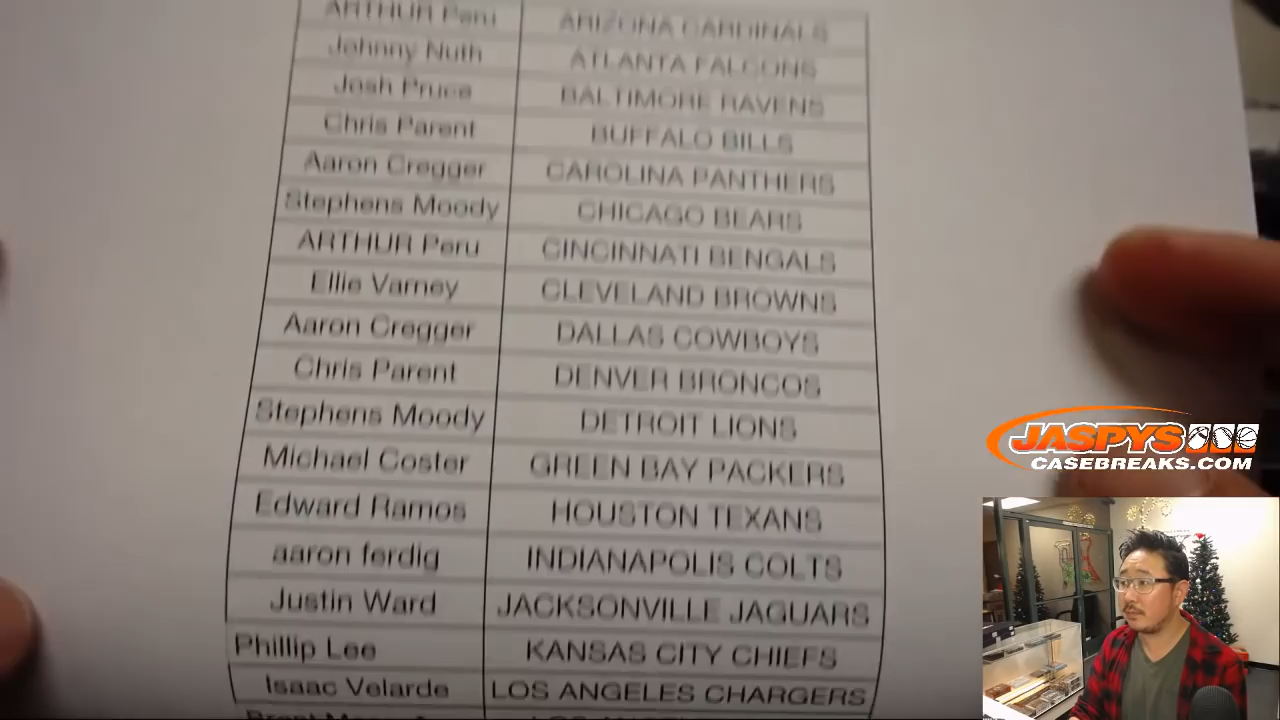 ARTHUR Peru ARIZONA CARDINALS
Johnny Nuth ATLANTA FALCONS
Josh Pruce BALTIMORE RAVENS
Chris Parent BUFFALO BILLS
Aaron Cregger CAROLINA PANTHERS
Stephens Moody CHICAGO BEARS
ARTHUR Peru CINCINNATI BENGALS
Ellie Varney CLEVELAND BROWNS
Aaron Cregger DALLAS COWBOYS
Chris Parent DENVER BRONCOS
Stephens Moody DETROIT LIONS
Michael Coster GREEN BAY PACKERS
Edward Ramos HOUSTON TEXANS
aaron ferdig INDIANAPOLIS COLTS
Justin Ward JACKSONVILLE JAGUARS
Phillip Lee KANSAS CITY CHIEFS
Isaac Velarde LOS ANGELES CHARGERS
JASPYS
CASEBREAKS.COM